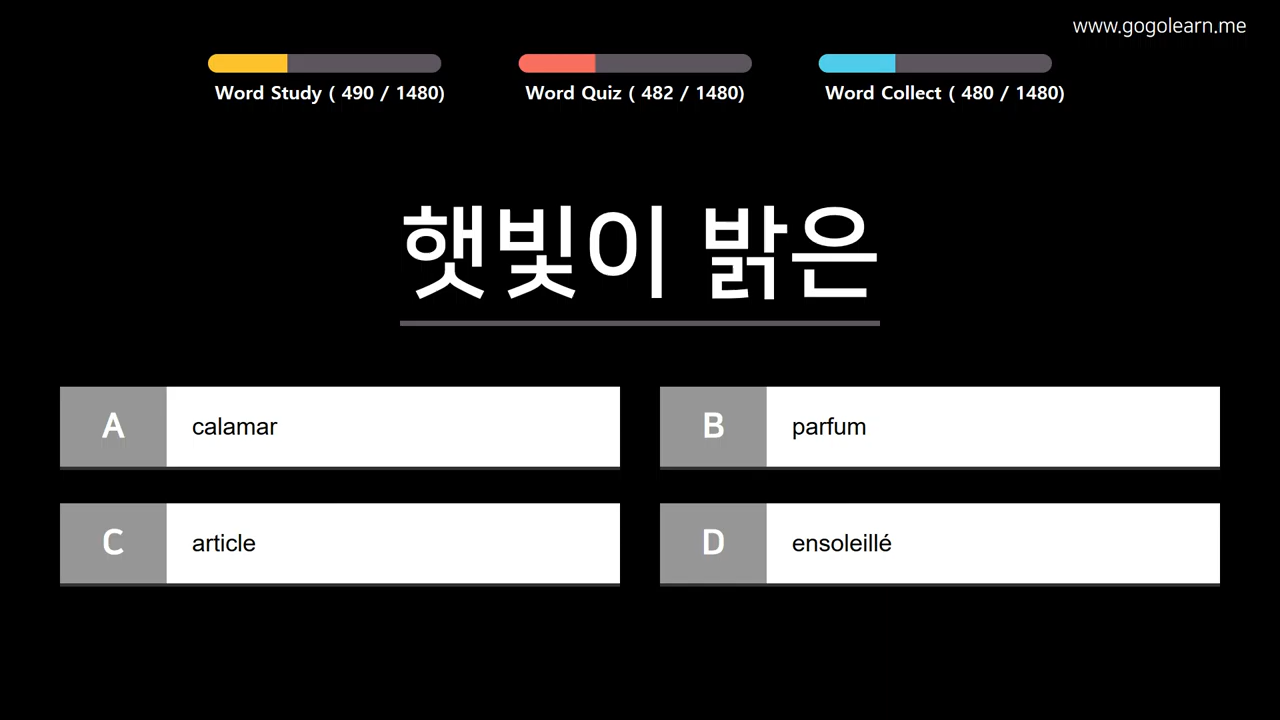 www.gogolearn.me
Word Study ( 490 / 1480)
Word Quiz ( 482 / 1480)
Word Collect ( 480 / 1480)
햇빛이 밝은
A calamar
B parfum
C article
D ensoleillé